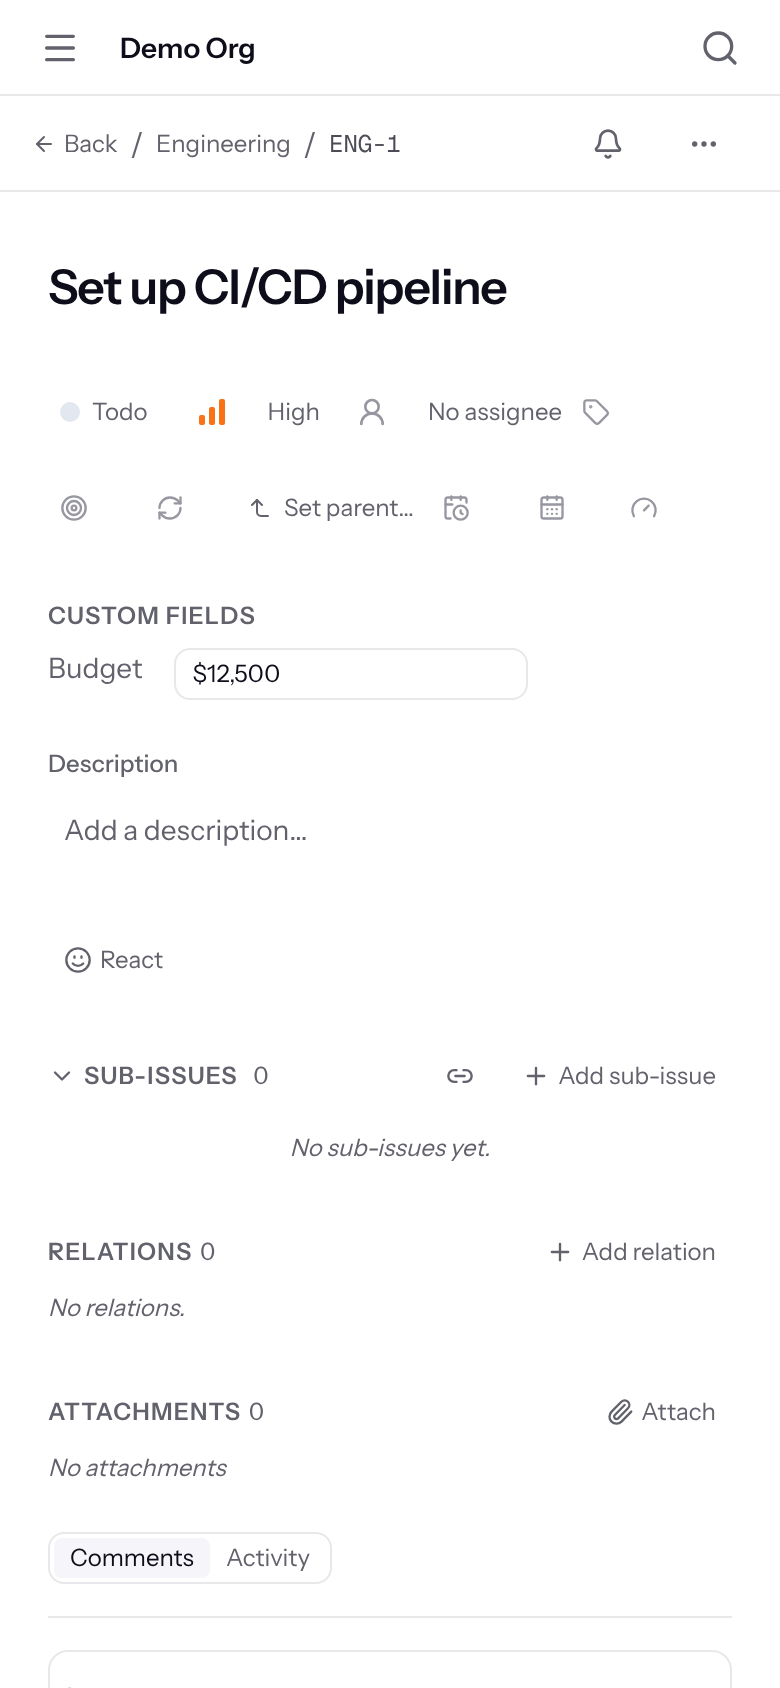 Demo Org
Back / Engineering / ENG-1
Set up CI/CD pipeline
Todo High No assignee
Set parent...
CUSTOM FIELDS
Budget $12,500
Description
Add a description...
React
SUB-ISSUES 0 Add sub-issue
No sub-issues yet.
RELATIONS 0 Add relation
No relations.
ATTACHMENTS 0 Attach
No attachments
Comments Activity